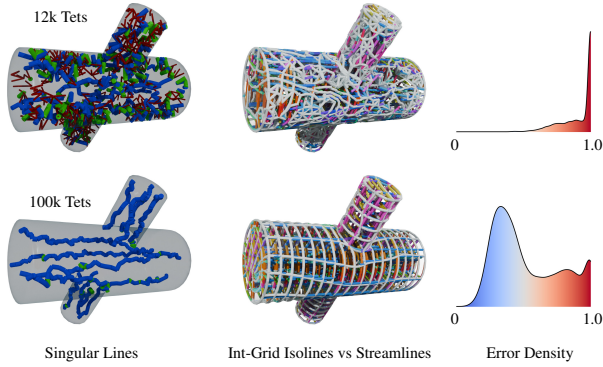 12k Tets
0 1.0
100k Tets
0 1.0
Singular Lines Int-Grid Isolines vs Streamlines Error Density